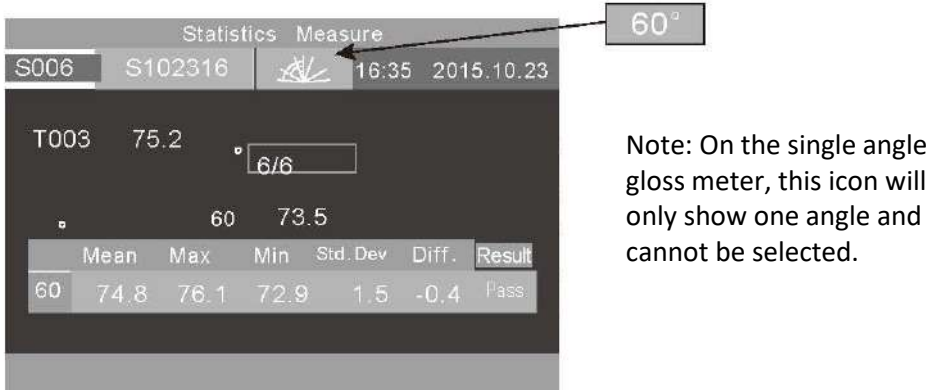 60°
Statistics Measure
S006 S102316 16:35 2015.10.23
T003 75.2 °
6/6
° 60 73.5
Mean Max Min Std.Dev Diff. Result
60 74.8 76.1 72.9 1.5 -0.4 Pass
Note: On the single angle
gloss meter, this icon will
only show one angle and
cannot be selected.